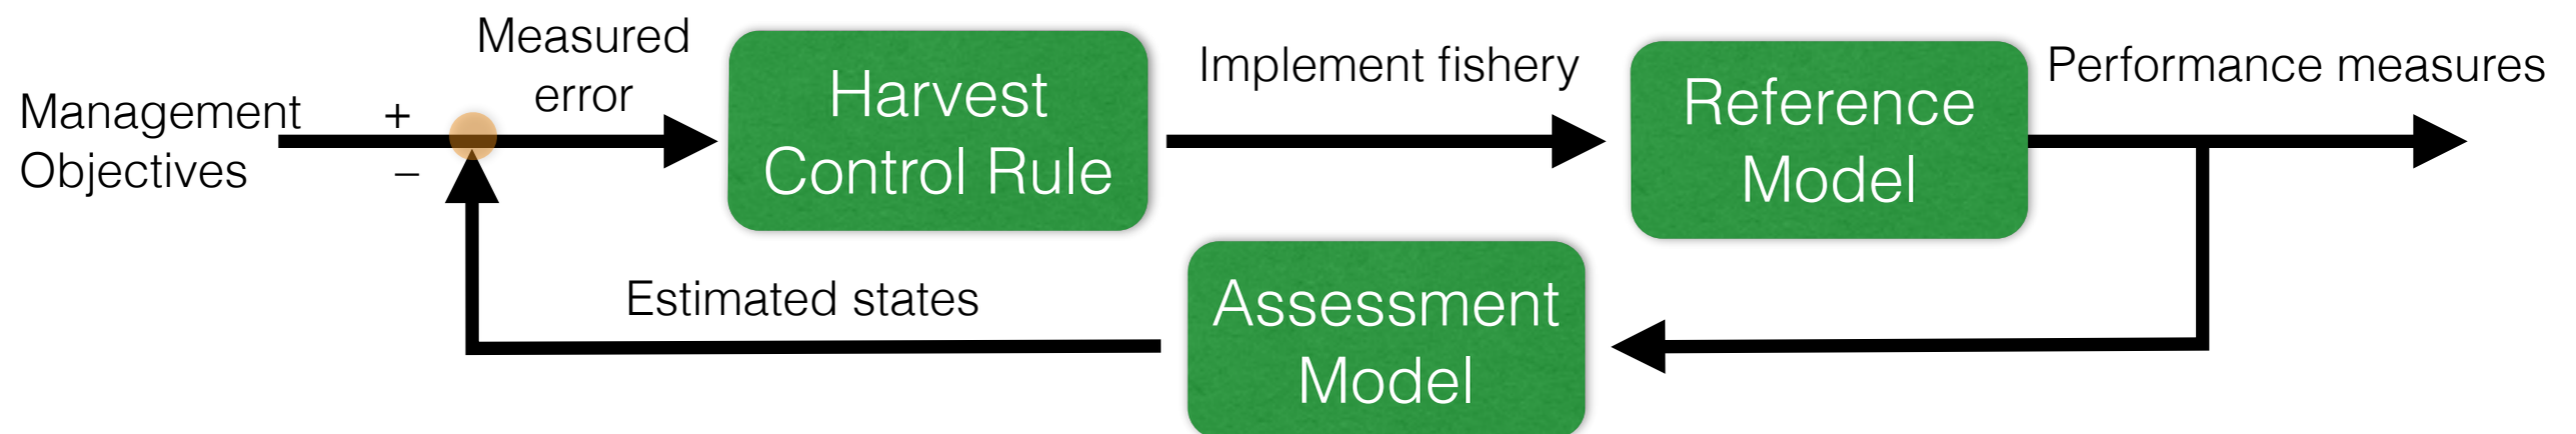 Management
Objectives
+
–
Measured
error
Harvest
Control Rule
Implement fishery
Reference
Model
Performance measures
Estimated states
Assessment
Model